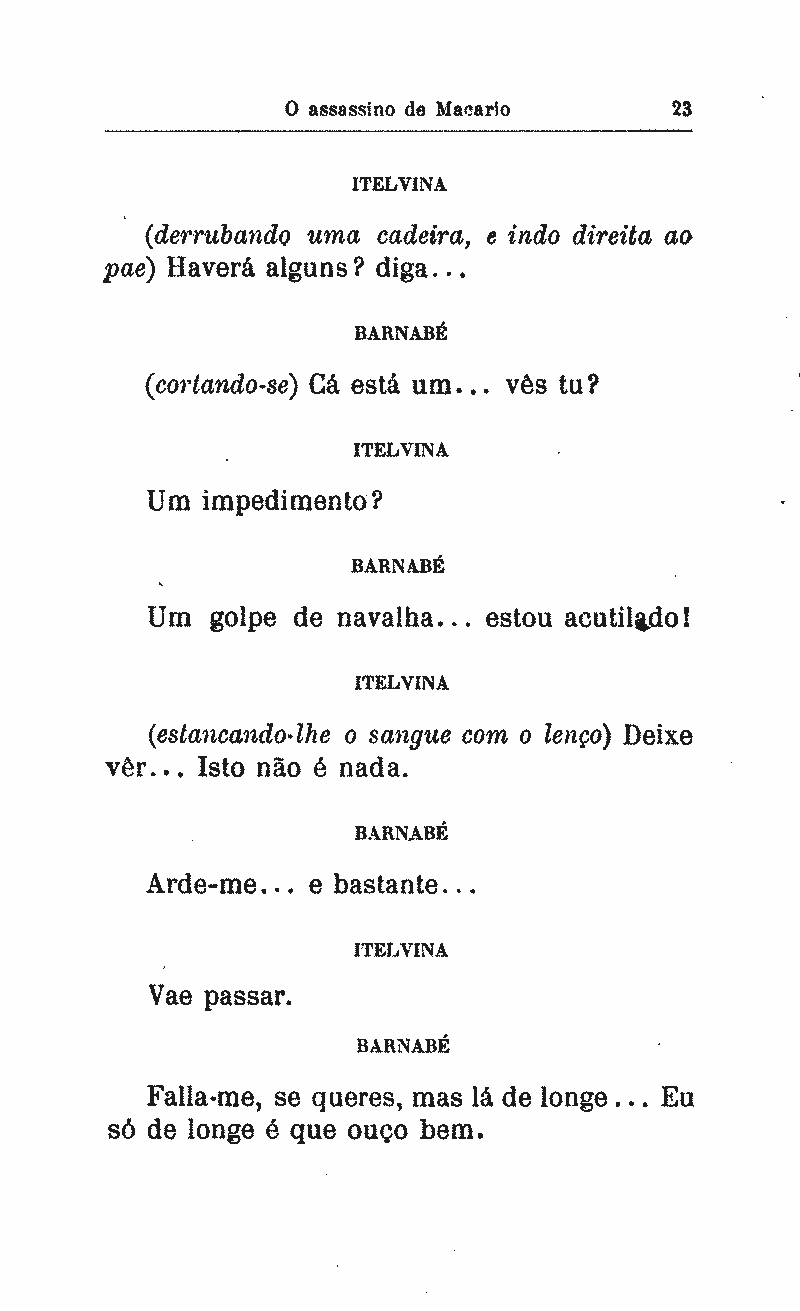 O assassino de Macario 23
ITELVINA
(derrubando uma cadeira, e indo direita ao
pae) Haverá alguns? diga...
BARNABÉ
(cortando-se) Cá está um... vês tu?
ITELVINA
Um impedimento?
BARNABÉ
Um golpe de navalha... estou acutilado!
ITELVINA
(estancando-lhe o sangue com o lenço) Deixe
vêr... Isto não é nada.
BARNABÉ
Arde-me... e bastante...
ITELVINA
Vae passar.
BARNABÉ
Falla-me, se queres, mas lá de longe... Eu
só de longe é que ouço bem.